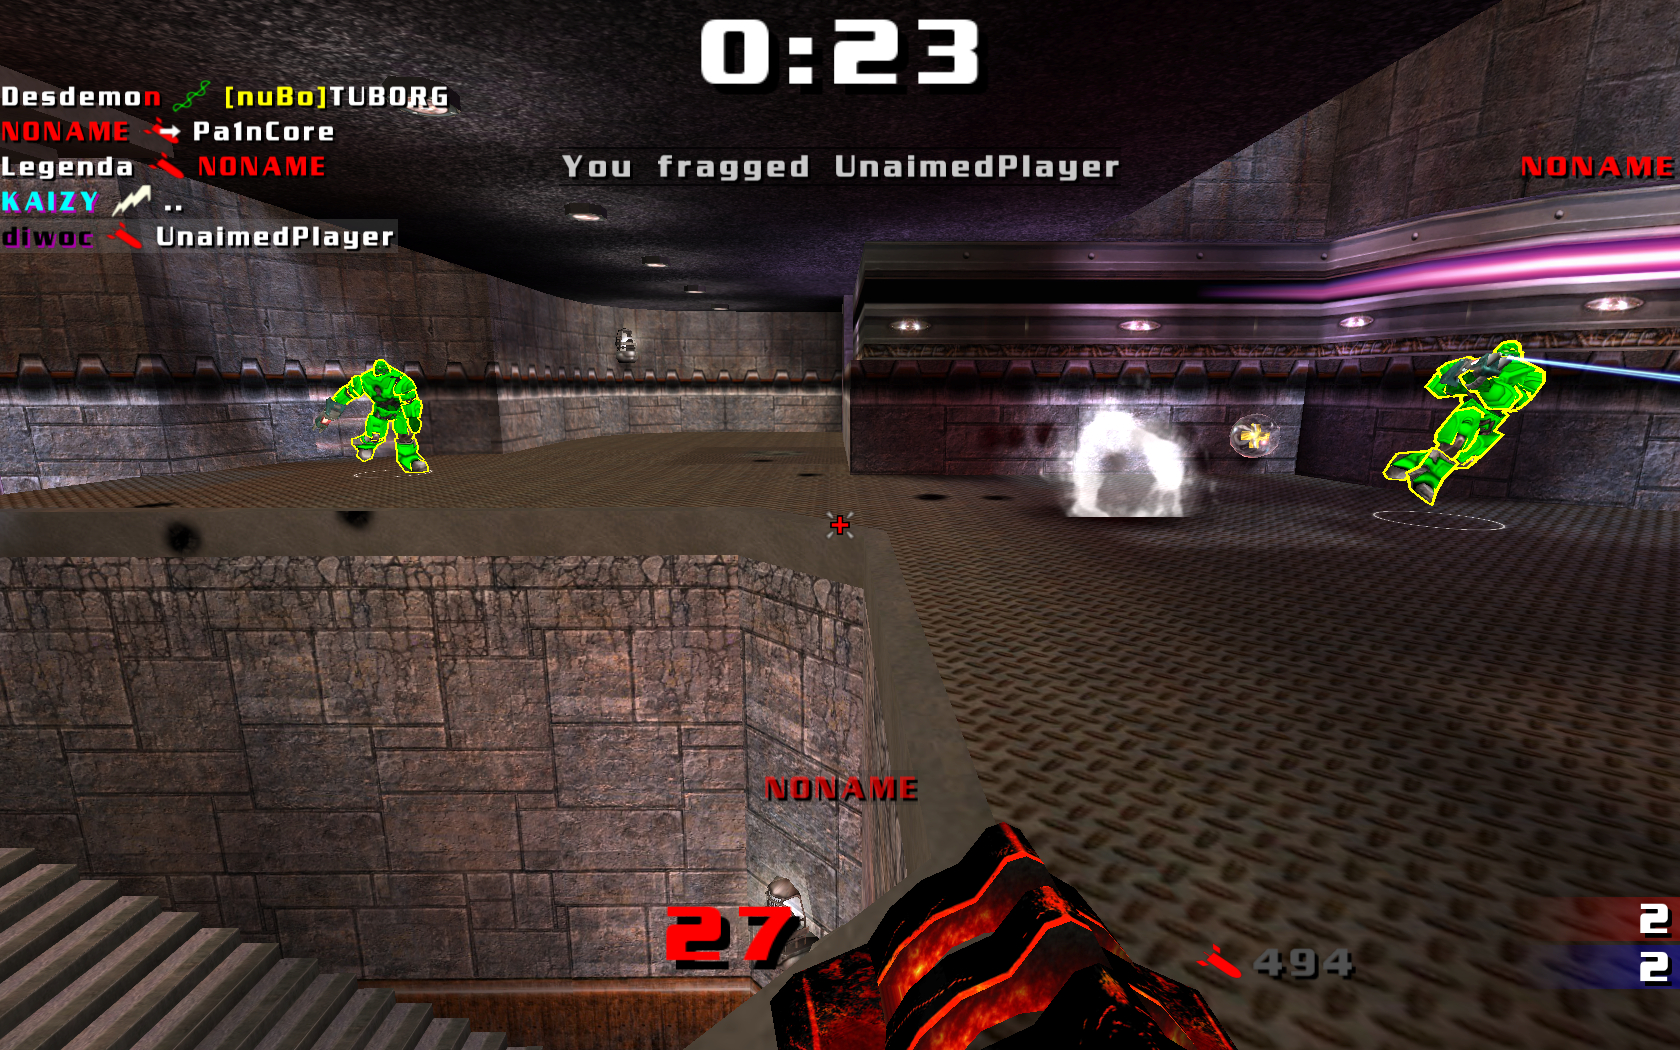 0:23
Desdemon [nuBo]TUBORG
NONAME Pa1nCore
Legenda NONAME
KAIZY ..
diwoc UnaimedPlayer
You fragged UnaimedPlayer
NONAME
NONAME
27
494
2
2